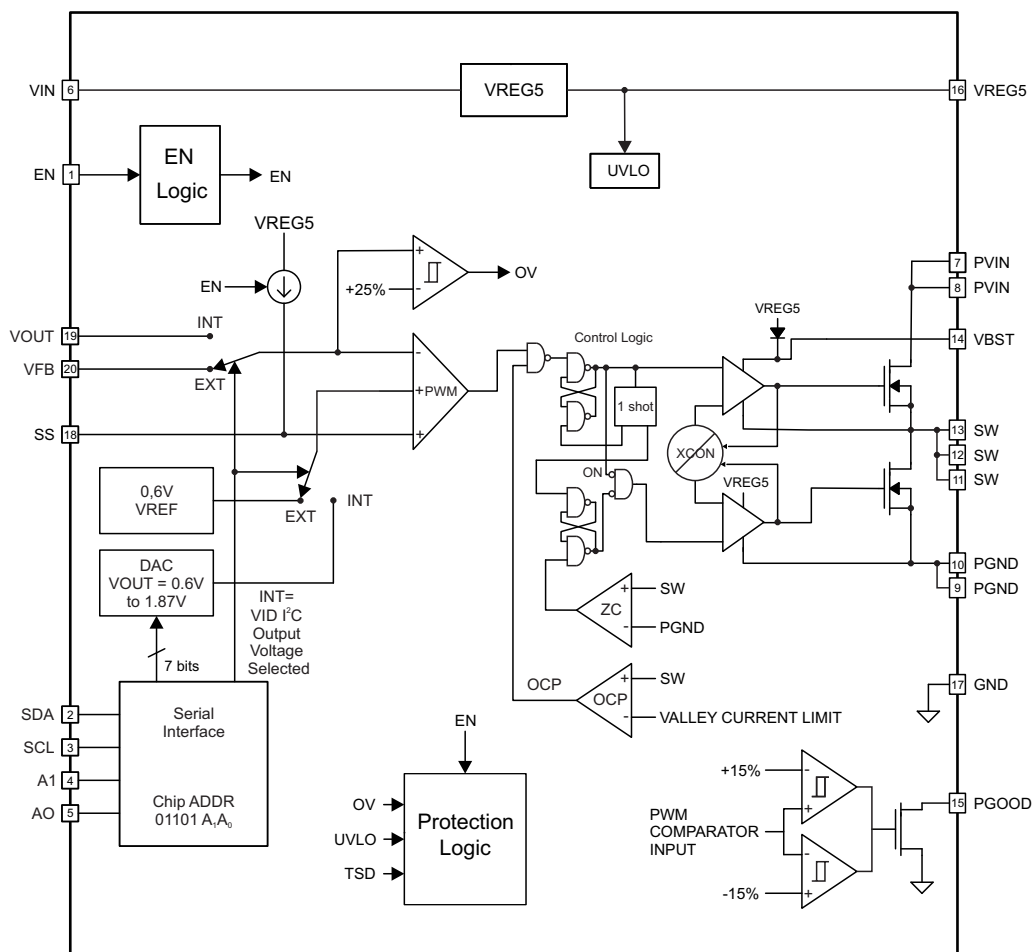 VIN 6
VREG5
16 VREG5
UVLO
EN 1
EN
Logic
EN
VREG5
EN
+
+25%
-
OV
7 PVIN
8 PVIN
VOUT 19
INT
VFB 20
EXT
-
+
PWM
+
SS 18
Control Logic
1 shot
VREG5
14 VBST
XCON
13 SW
12 SW
11 SW
0,6V
VREF
EXT
INT
ON
VREG5
DAC
VOUT = 0.6V
to 1.87V
10 PGND
9 PGND
INT=
VID I²C
Output
Voltage
Selected
7 bits
ZC
+ SW
- PGND
OCP
OCP
+ SW
- VALLEY CURRENT LIMIT
17 GND
SDA 2
SCL 3
A1 4
AO 5
Serial
Interface
Chip ADDR
01101 A₁A₀
EN
OV
UVLO
TSD
Protection
Logic
+15%
-
+
PWM
COMPARATOR
INPUT
-
+
-15%
15 PGOOD